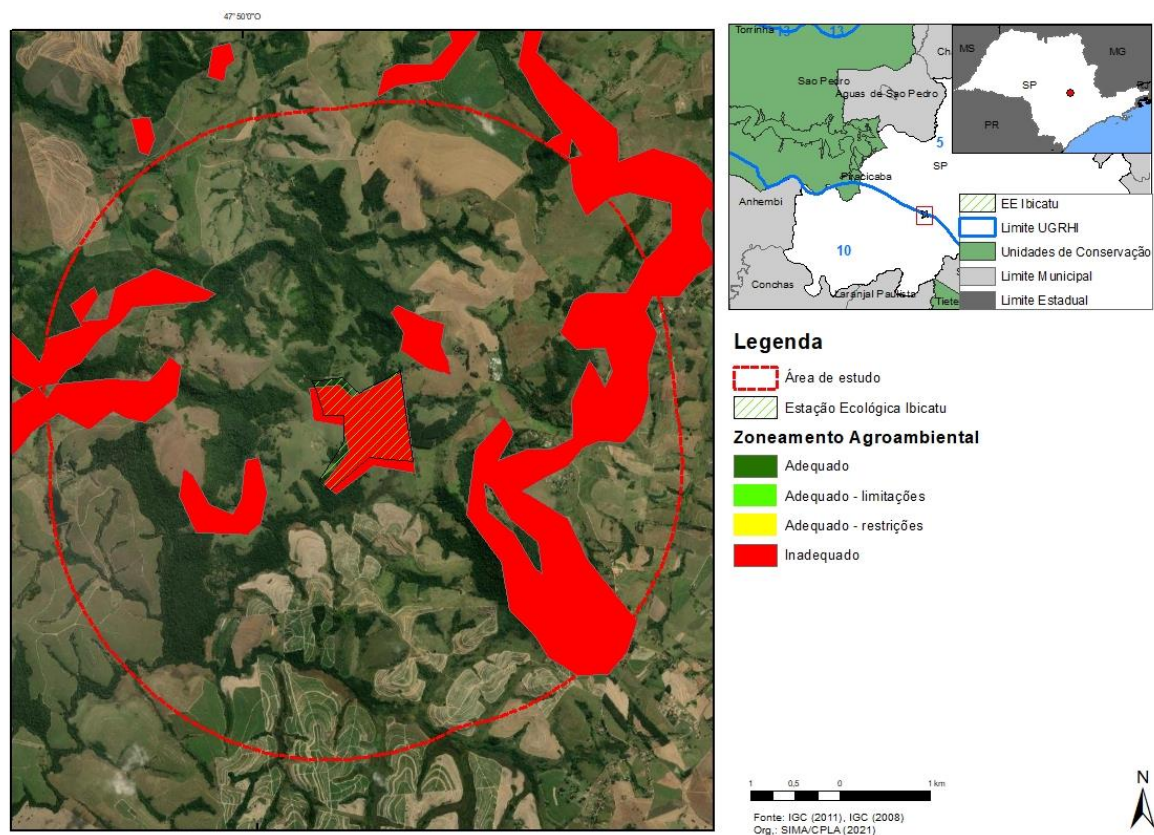 47°50'0"O
Torrinha
13
13
Ch
Sao Pedro
Aguas de Sao Pedro
5
SP
Piracicaba
Anhembi
10
Conchas
Laranjal Paulista
S
Tiete
MS
MG
SP
PR
EE Ibicatu
Limite UGRHI
Unidades de Conservação
Limite Municipal
Limite Estadual
Legenda
Área de estudo
Estação Ecológica Ibicatu
Zoneamento Agroambiental
Adequado
Adequado - limitações
Adequado - restrições
Inadequado
1 0,5 0 1 km
Fonte: IGC (2011), IGC (2008)
Org.: SIMA/CPLA (2021)
N